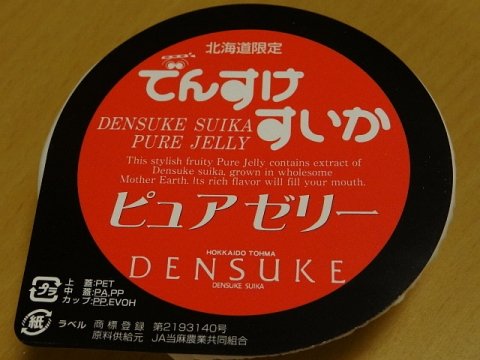 北海道限定
でんすけ
すいか
DENSUKE SUIKA
PURE JELLY
This stylish fruity Pure Jelly contains extract of
Densuke suika, grown in wholesome
Mother Earth. Its rich flavor will fill your mouth.
ピュアゼリー
HOKKAIDO TOHMA
DENSUKE
DENSUKE SUIKA
プラ
上 蓋:PET
中 蓋:PA,PP
カップ:PP,EVOH
紙
ラベル
商標登録 第2193140号
原料供給元 JA当麻農業共同組合